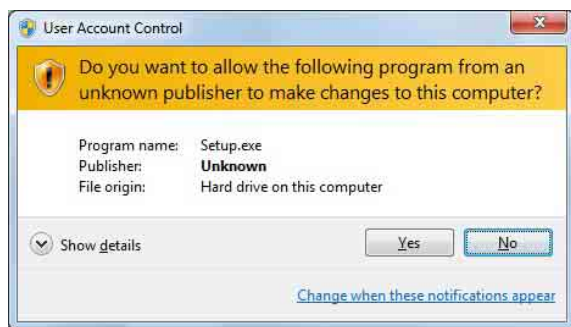 User Account Control
Do you want to allow the following program from an
unknown publisher to make changes to this computer?
Program name: Setup.exe
Publisher: Unknown
File origin: Hard drive on this computer
Show details
Yes
No
Change when these notifications appear